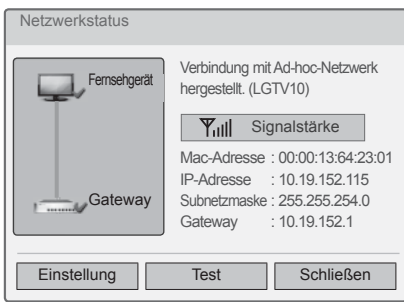 Netzwerkstatus
Fernsehgerät
Gateway
Verbindung mit Ad-hoc-Netzwerk
hergestellt. (LGTV10)
Signalstärke
Mac-Adresse : 00:00:13:64:23:01
IP-Adresse : 10.19.152.115
Subnetzmaske : 255.255.254.0
Gateway : 10.19.152.1
Einstellung
Test
Schließen